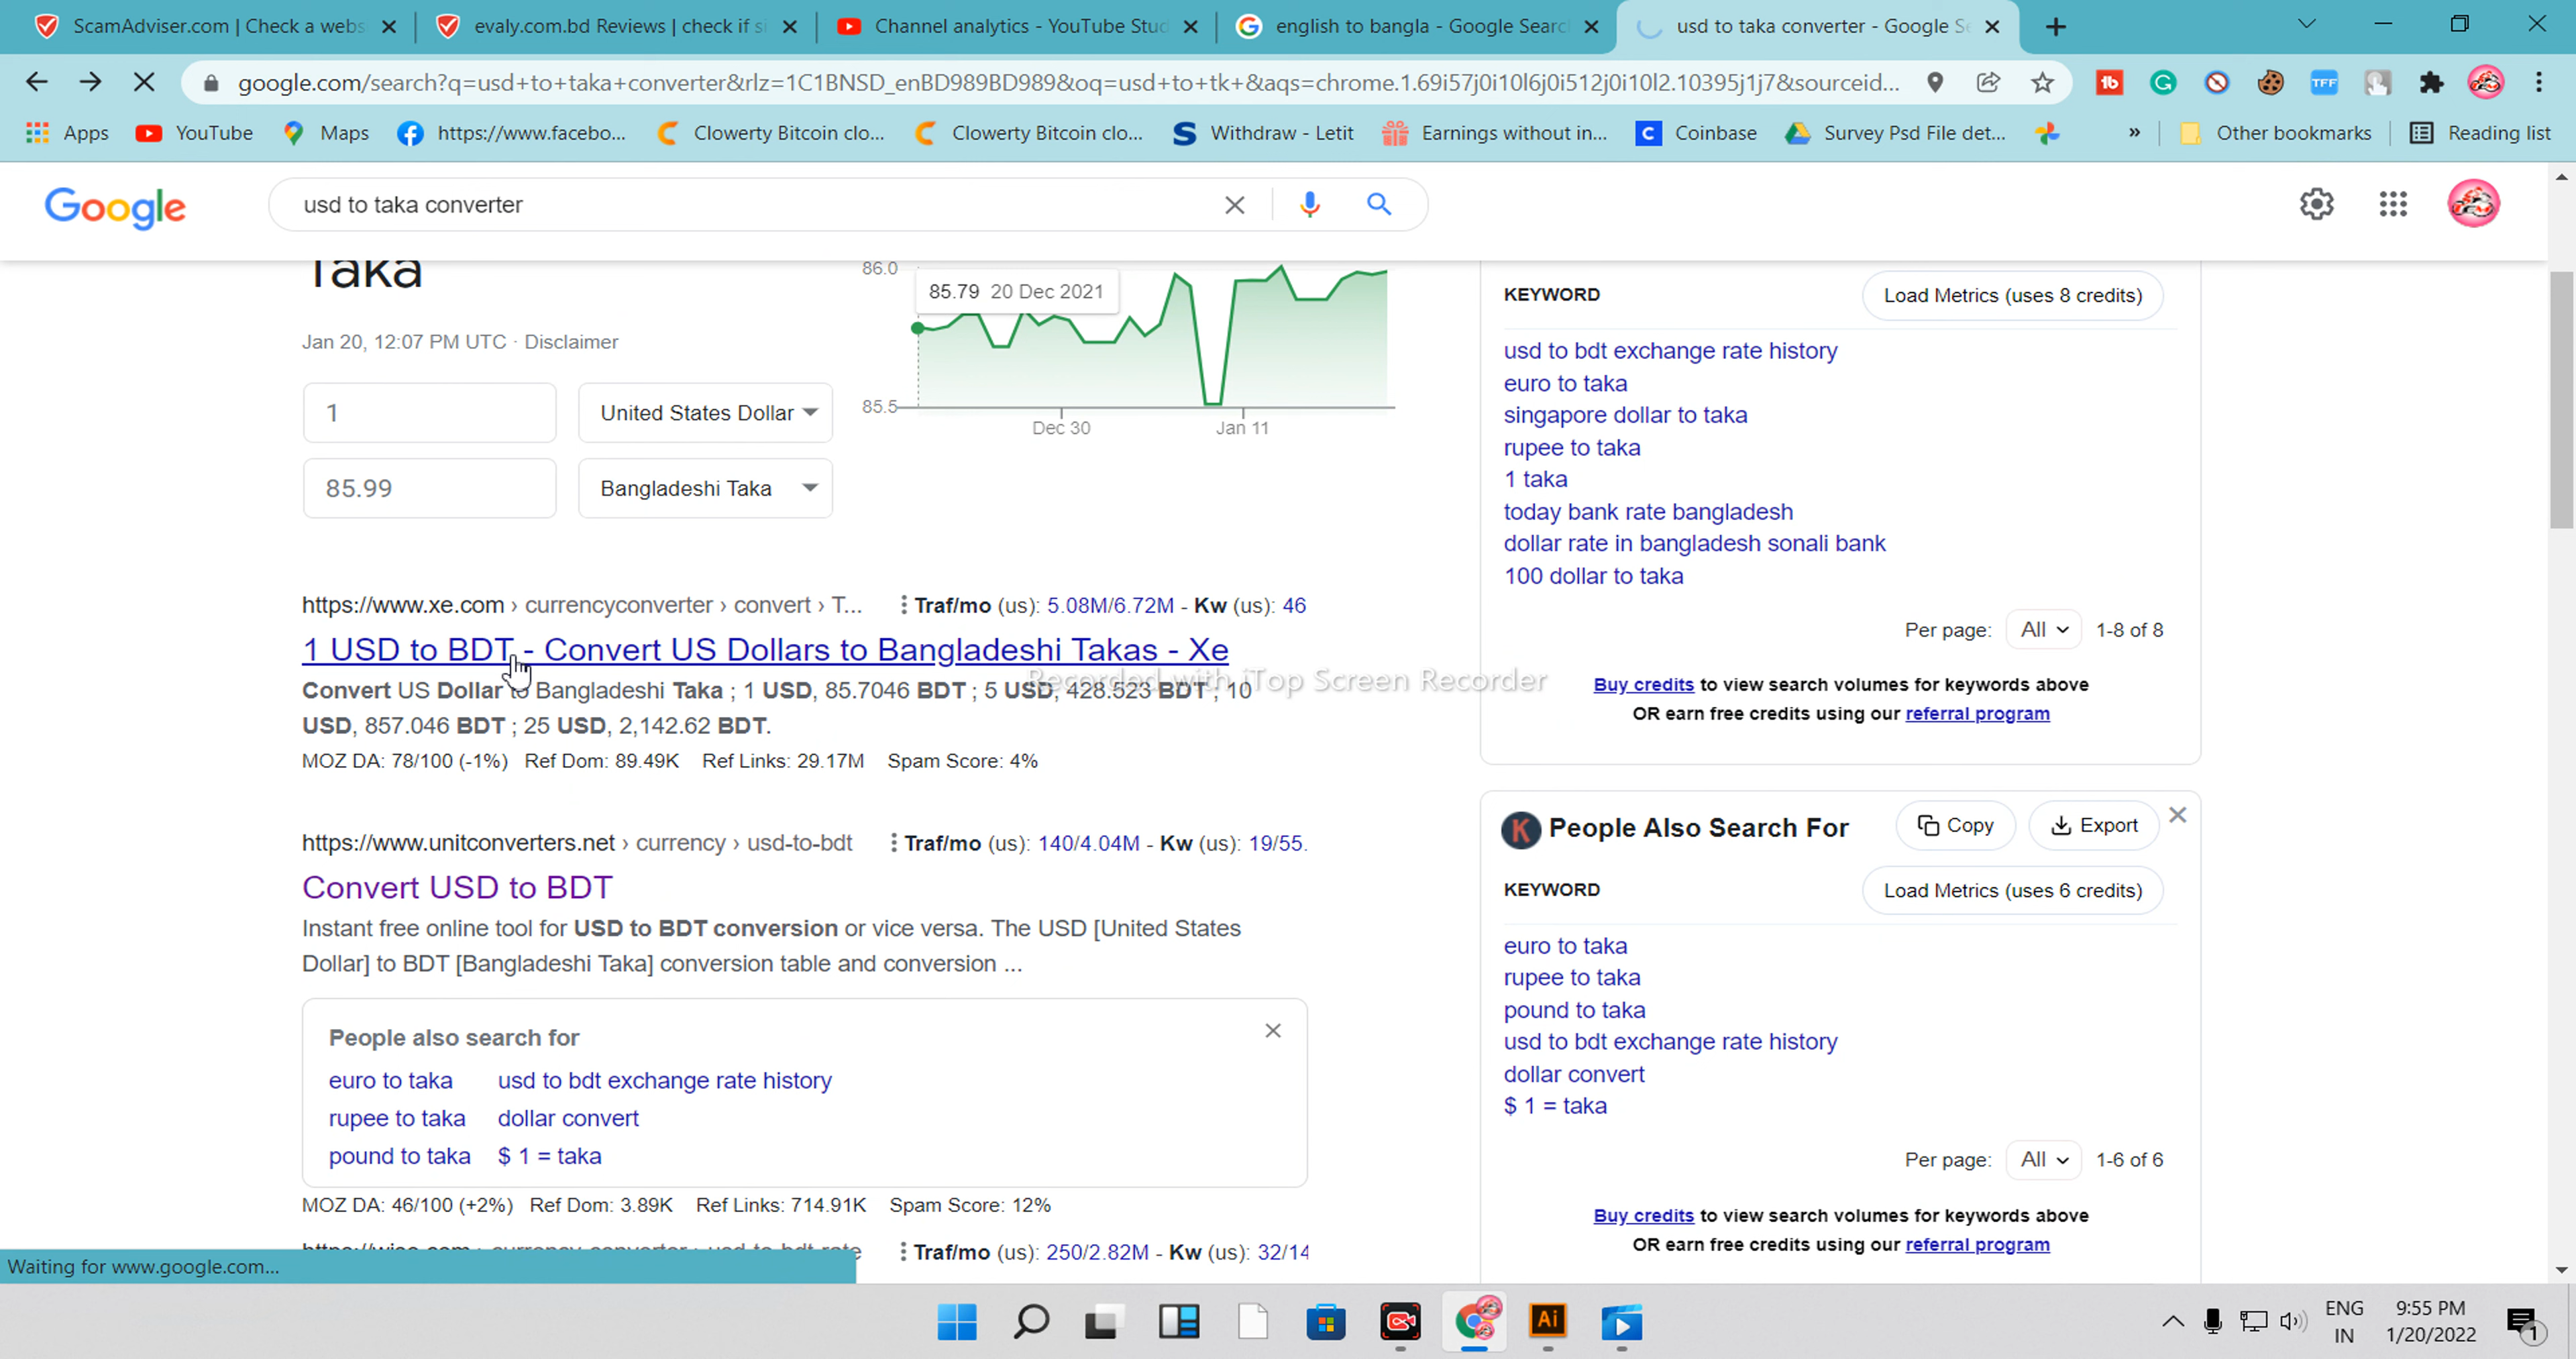 ScamAdviser.com | Check a webs
evaly.com.bd Reviews | check if si
Channel analytics - YouTube Stud
english to bangla - Google Searc
usd to taka converter - Google Se
google.com/search?q=usd+to+taka+converter&rlz=1C1BNSD_enBD989BD989&oq=usd+to+tk+&aqs=chrome.1.69i57j0i10l6j0i512j0i10l2.10395j1j7&sourceid...
Apps YouTube Maps https://www.facebo... Clowerty Bitcoin clo... Clowerty Bitcoin clo... Withdraw - Letit Earnings without in... Coinbase Survey Psd File det... » Other bookmarks Reading list
Google
usd to taka converter
Taka
Jan 20, 12:07 PM UTC · Disclaimer
1 United States Dollar
85.99 Bangladeshi Taka
86.0
85.79 20 Dec 2021
85.5
Dec 30 Jan 11
https://www.xe.com › currencyconverter › convert › T... Traf/mo (us): 5.08M/6.72M - Kw (us): 46
1 USD to BDT - Convert US Dollars to Bangladeshi Takas - Xe
Convert US Dollar to Bangladeshi Taka ; 1 USD, 85.7046 BDT ; 5 USD, 428.523 BDT ; 10
USD, 857.046 BDT ; 25 USD, 2,142.62 BDT.
MOZ DA: 78/100 (-1%) Ref Dom: 89.49K Ref Links: 29.17M Spam Score: 4%
Recorded with iTop Screen Recorder
https://www.unitconverters.net › currency › usd-to-bdt Traf/mo (us): 140/4.04M - Kw (us): 19/55.
Convert USD to BDT
Instant free online tool for USD to BDT conversion or vice versa. The USD [United States
Dollar] to BDT [Bangladeshi Taka] conversion table and conversion ...
People also search for
euro to taka usd to bdt exchange rate history
rupee to taka dollar convert
pound to taka $ 1 = taka
MOZ DA: 46/100 (+2%) Ref Dom: 3.89K Ref Links: 714.91K Spam Score: 12%
https://wise.com › currency-converter › usd-to-bdt-rate Traf/mo (us): 250/2.82M - Kw (us): 32/14
KEYWORD Load Metrics (uses 8 credits)
usd to bdt exchange rate history
euro to taka
singapore dollar to taka
rupee to taka
1 taka
today bank rate bangladesh
dollar rate in bangladesh sonali bank
100 dollar to taka
Per page: All 1-8 of 8
Buy credits to view search volumes for keywords above
OR earn free credits using our referral program
K People Also Search For Copy Export
KEYWORD Load Metrics (uses 6 credits)
euro to taka
rupee to taka
pound to taka
usd to bdt exchange rate history
dollar convert
$ 1 = taka
Per page: All 1-6 of 6
Buy credits to view search volumes for keywords above
OR earn free credits using our referral program
Waiting for www.google.com...
Ai
ENG
IN
9:55 PM
1/20/2022
1